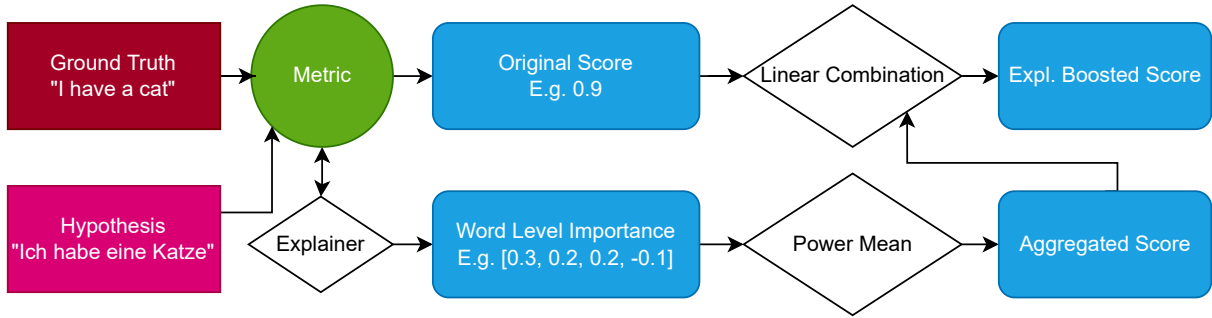 Ground Truth
"I have a cat"
Metric
Original Score
E.g. 0.9
Linear Combination
Expl. Boosted Score
Hypothesis
"Ich habe eine Katze"
Explainer
Word Level Importance
E.g. [0.3, 0.2, 0.2, -0.1]
Power Mean
Aggregated Score